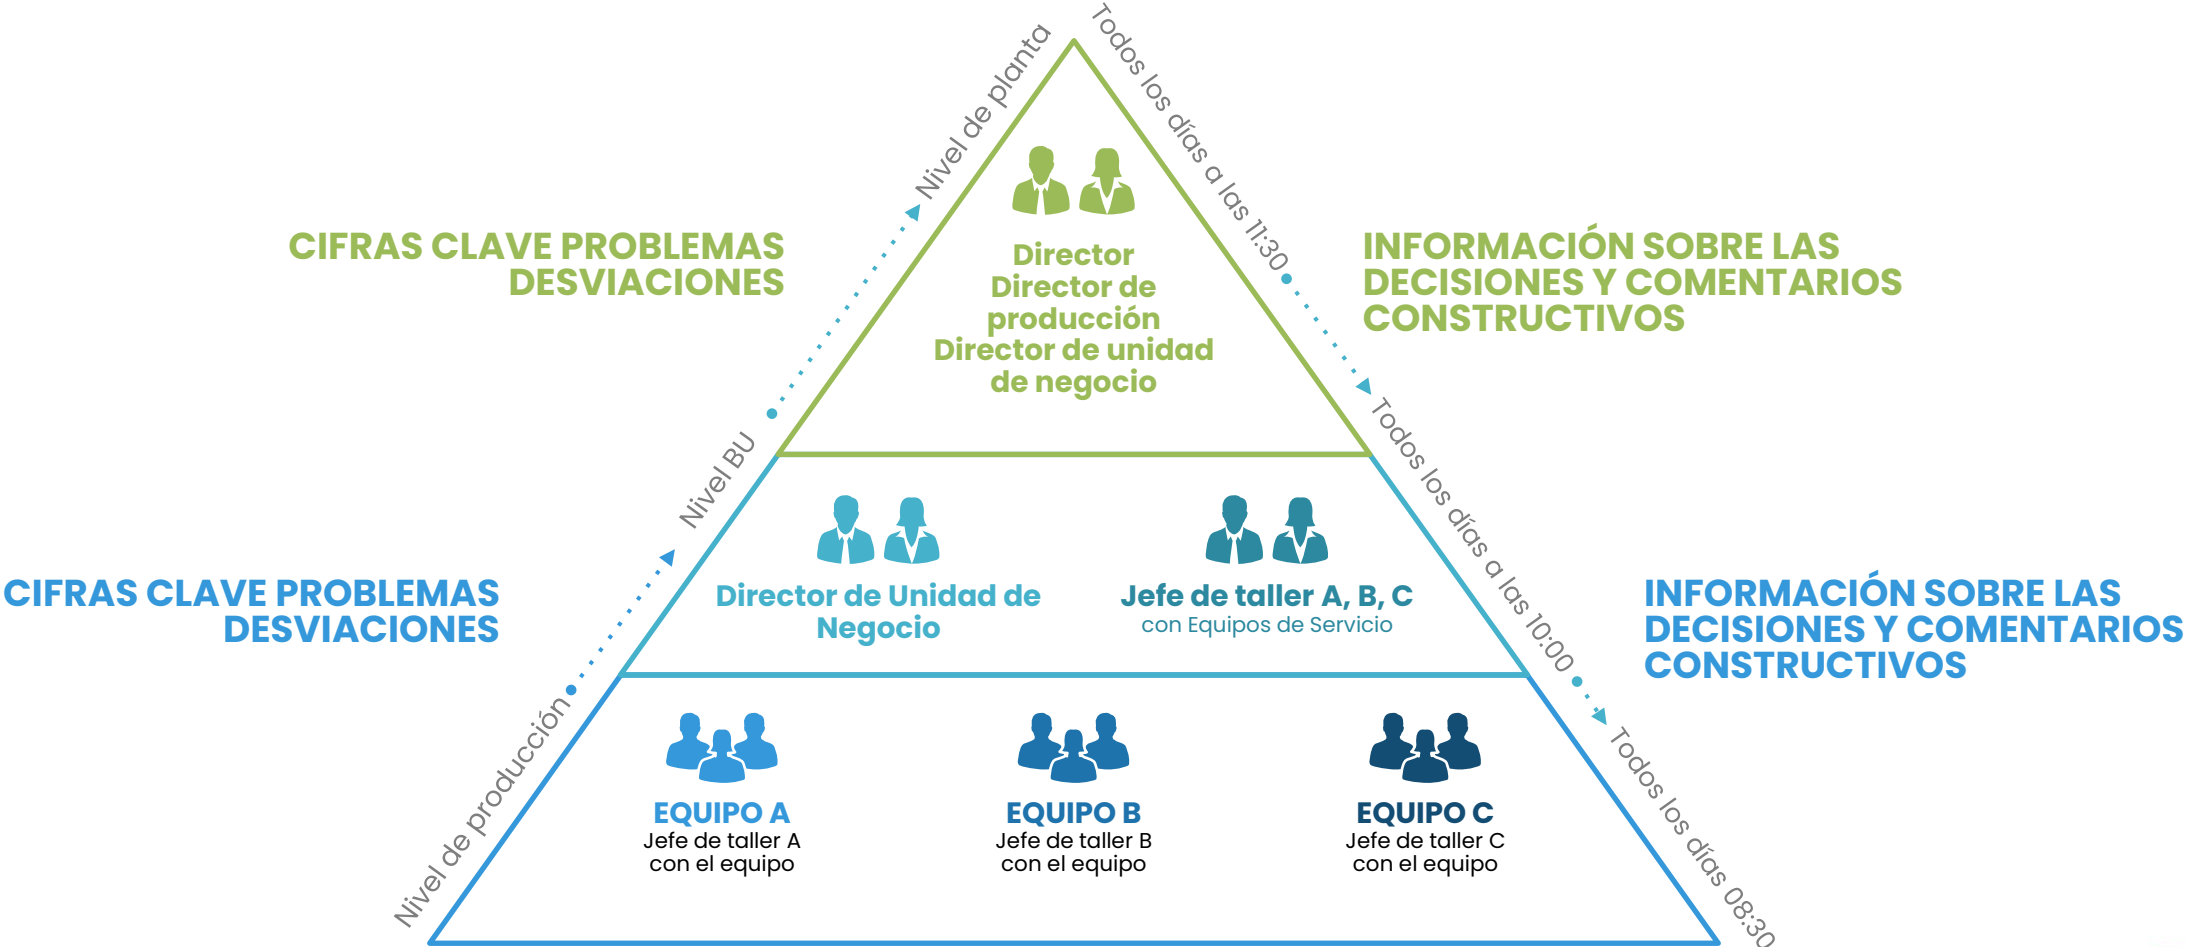 Nivel de planta
Todos los días a las 11:30
CIFRAS CLAVE PROBLEMAS
DESVIACIONES
Director
Director de
producción
Director de unidad
de negocio
INFORMACIÓN SOBRE LAS
DECISIONES Y COMENTARIOS
CONSTRUCTIVOS
Nivel BU
Todos los días a las 10:00
CIFRAS CLAVE PROBLEMAS
DESVIACIONES
Director de Unidad de
Negocio
Jefe de taller A, B, C
con Equipos de Servicio
INFORMACIÓN SOBRE LAS
DECISIONES Y COMENTARIOS
CONSTRUCTIVOS
Nivel de producción
Todos los días 08:30
EQUIPO A
Jefe de taller A
con el equipo
EQUIPO B
Jefe de taller B
con el equipo
EQUIPO C
Jefe de taller C
con el equipo